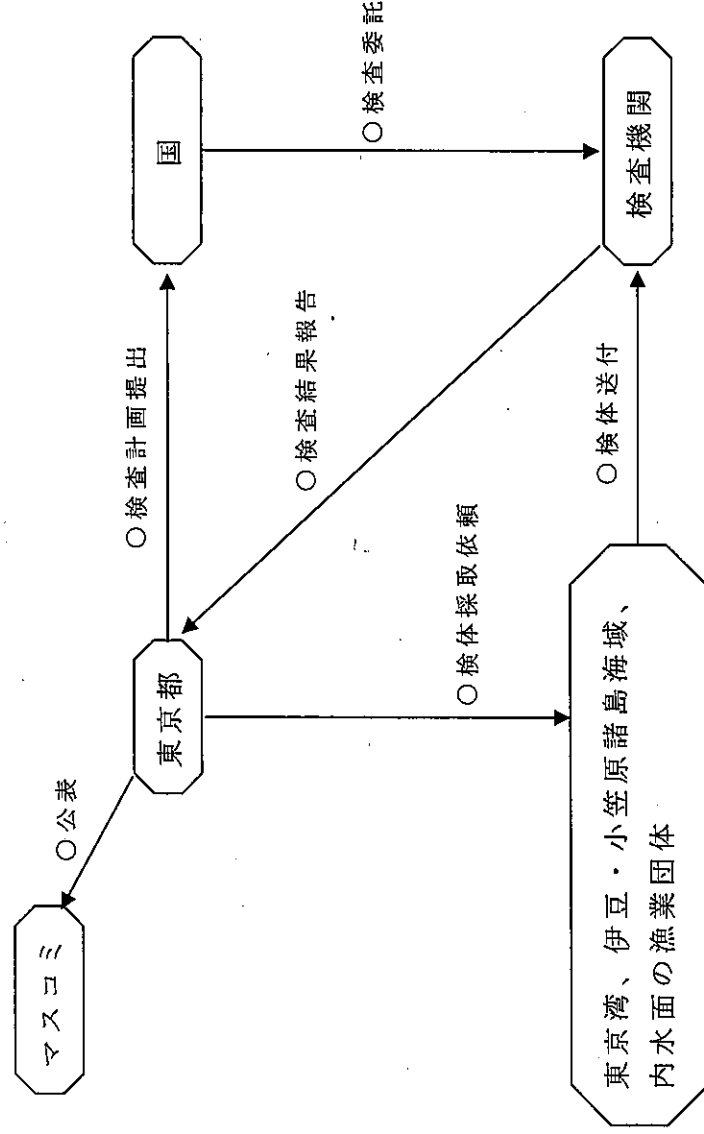 マスコミ
○公表
東京都
○検査計画提出
国
○検査結果報告
○検査委託
○検体採取依頼
東京湾、伊豆・小笠原諸島海域、
内水面の漁業団体
○検体送付
検査機関